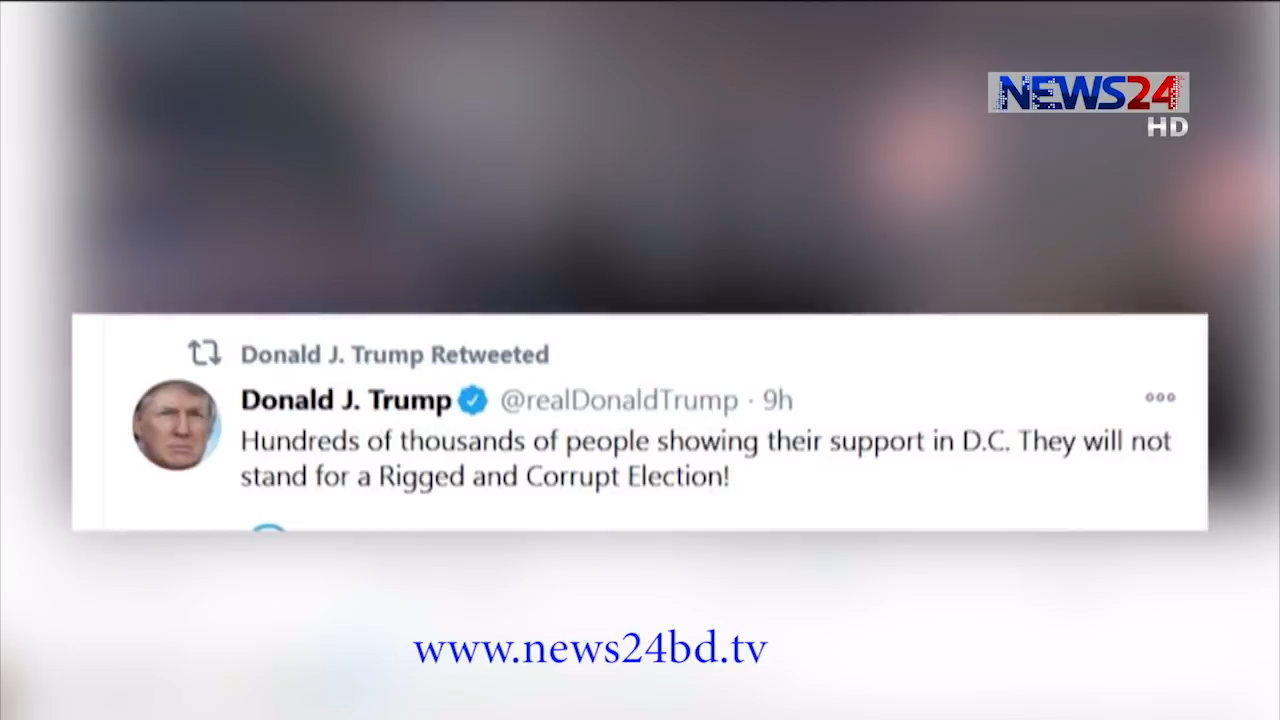 NEWS24
HD
Donald J. Trump Retweeted
Donald J. Trump @realDonaldTrump · 9h
Hundreds of thousands of people showing their support in D.C. They will not
stand for a Rigged and Corrupt Election!
www.news24bd.tv